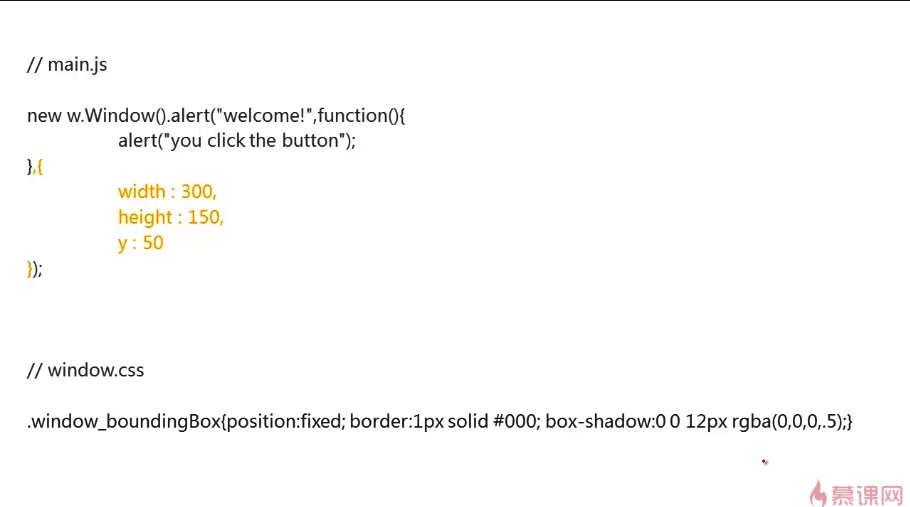 // main.js
new w.Window().alert("welcome!",function(){
alert("you click the button");
},{
width : 300,
height : 150,
y : 50
});
// window.css
.window_boundingBox{position:fixed; border:1px solid #000; box-shadow:0 0 12px rgba(0,0,0,.5);}
慕课网